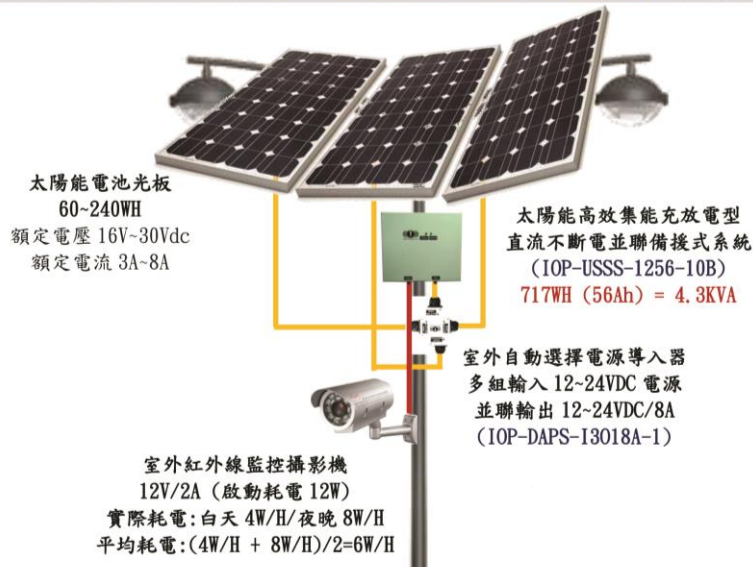 太陽能電池光板
60~240WH
額定電壓 16V~30Vdc
額定電流 3A~8A
太陽能高效集能充放電型
直流不斷電並聯備援式系統
(IOP-USSS-1256-10B)
717WH (56Ah) = 4.3KVA
室外自動選擇電源導入器
多組輸入 12~24VDC 電源
並聯輸出 12~24VDC/8A
(IOP-DAPS-I3018A-1)
室外紅外線監控攝影機
12V/2A (啟動耗電 12W)
實際耗電:白天 4W/H/夜晚 8W/H
平均耗電:(4W/H + 8W/H)/2=6W/H